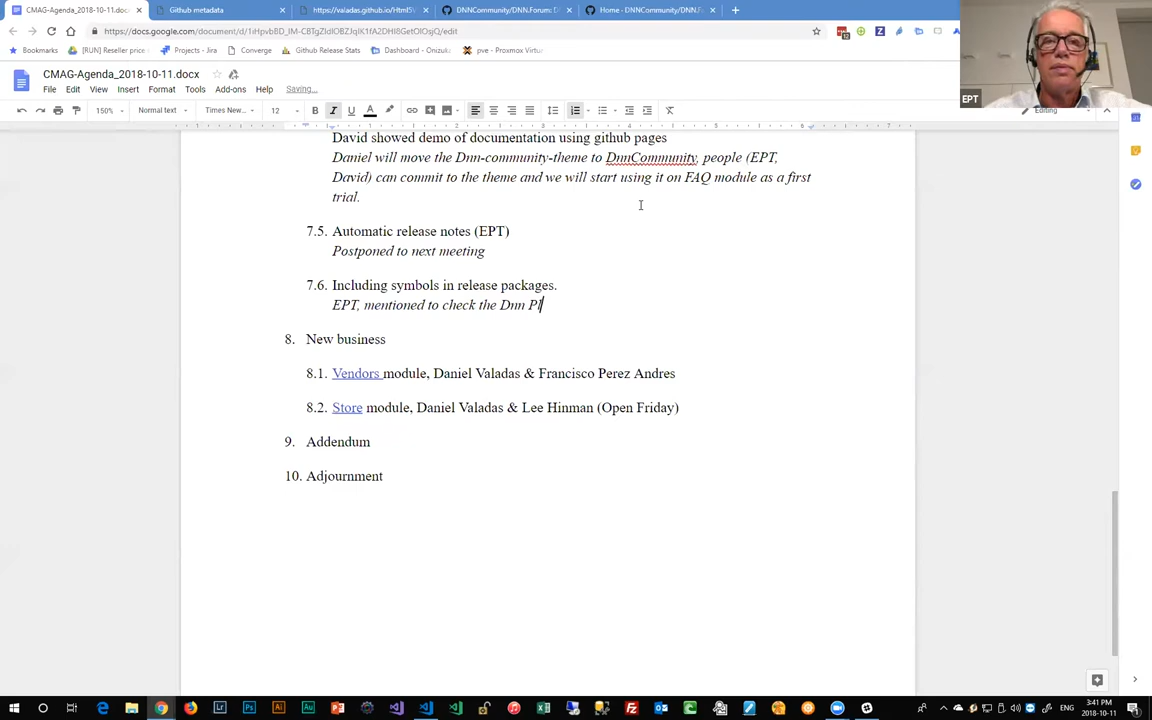 CMAG-Agenda_2018-10-11.docx
Github metadata
https://valadas.github.io/Html5V
DNNCommunity/DNN.Forum: D
Home - DNNCommunity/DNN.F
https://docs.google.com/document/d/1iHpvbBD_IM-CBTgZldIOBZJqIK1fA2DHI8GetOIOsjQ/edit
Bookmarks
[RUN] Reseller price
Projects - Jira
Converge
Github Release Stats
Dashboard - Onizuka
pve - Proxmox Virtu
CMAG-Agenda_2018-10-11.docx
File Edit View Insert Format Tools Add-ons Help Saving...
150% Normal text Times New... 12 Editing
EPT
David showed demo of documentation using github pages
Daniel will move the Dnn-community-theme to DnnCommunity, people (EPT,
David) can commit to the theme and we will start using it on FAQ module as a first
trial.
7.5. Automatic release notes (EPT)
Postponed to next meeting
7.6. Including symbols in release packages.
EPT, mentioned to check the Dnn Pl
8. New business
8.1. Vendors module, Daniel Valadas & Francisco Perez Andres
8.2. Store module, Daniel Valadas & Lee Hinman (Open Friday)
9. Addendum
10. Adjournment
ENG
3:41 PM
2018-10-11